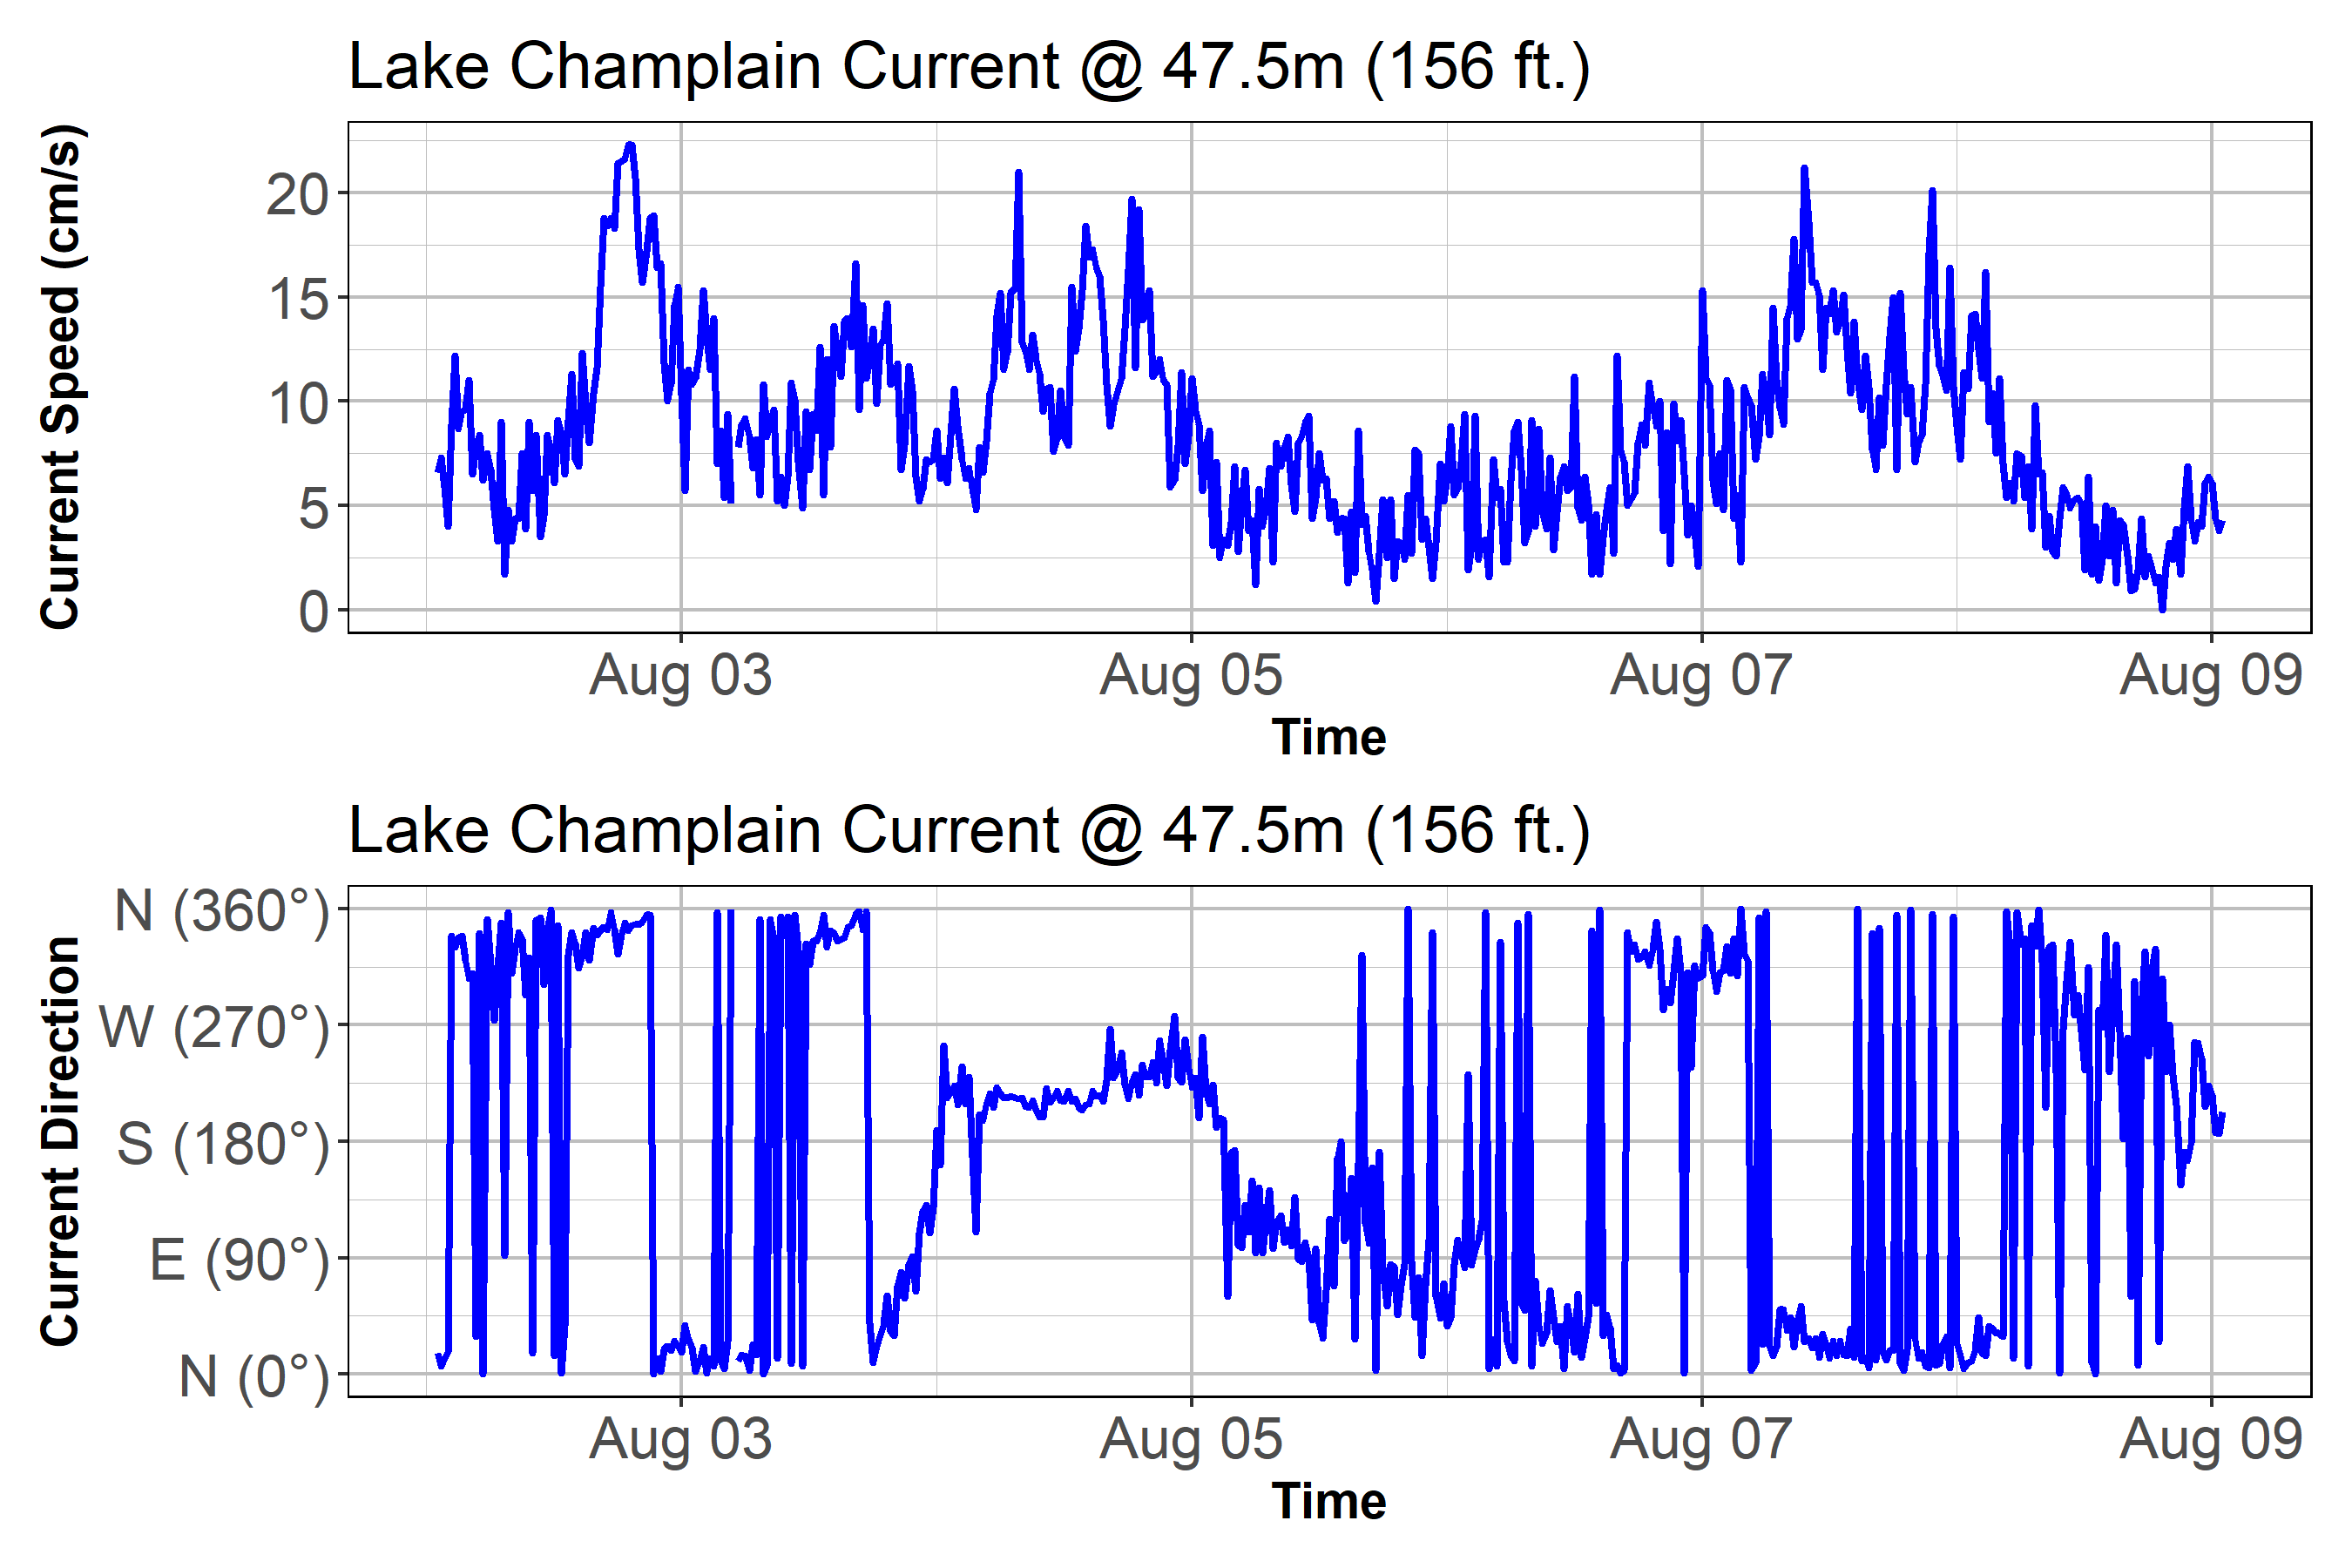 Lake Champlain Current @ 47.5m (156 ft.)
Current Speed (cm/s)
20
15
10
5
0
Aug 03 Aug 05 Aug 07 Aug 09
Time
Lake Champlain Current @ 47.5m (156 ft.)
Current Direction
N (360°)
W (270°)
S (180°)
E (90°)
N (0°)
Aug 03 Aug 05 Aug 07 Aug 09
Time